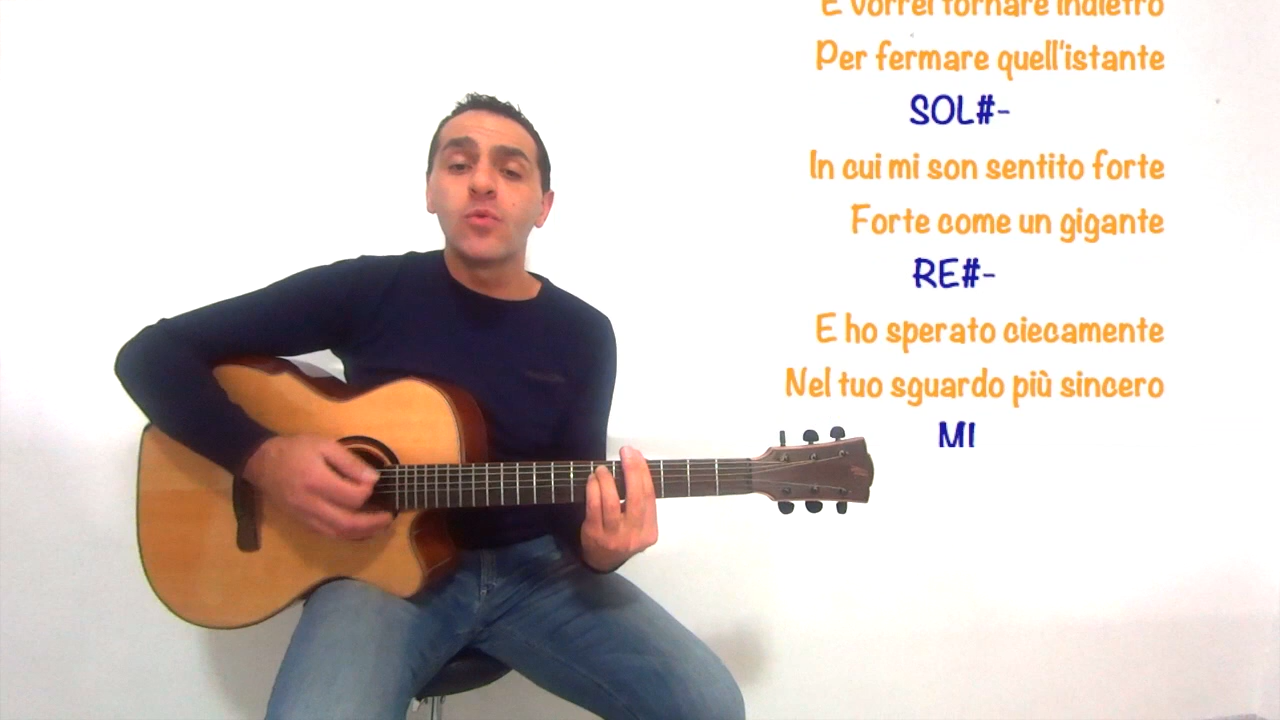 E vorrei tornare indietro
Per fermare quell'istante
SOL#-
In cui mi son sentito forte
Forte come un gigante
RE#-
E ho sperato ciecamente
Nel tuo sguardo più sincero
MI